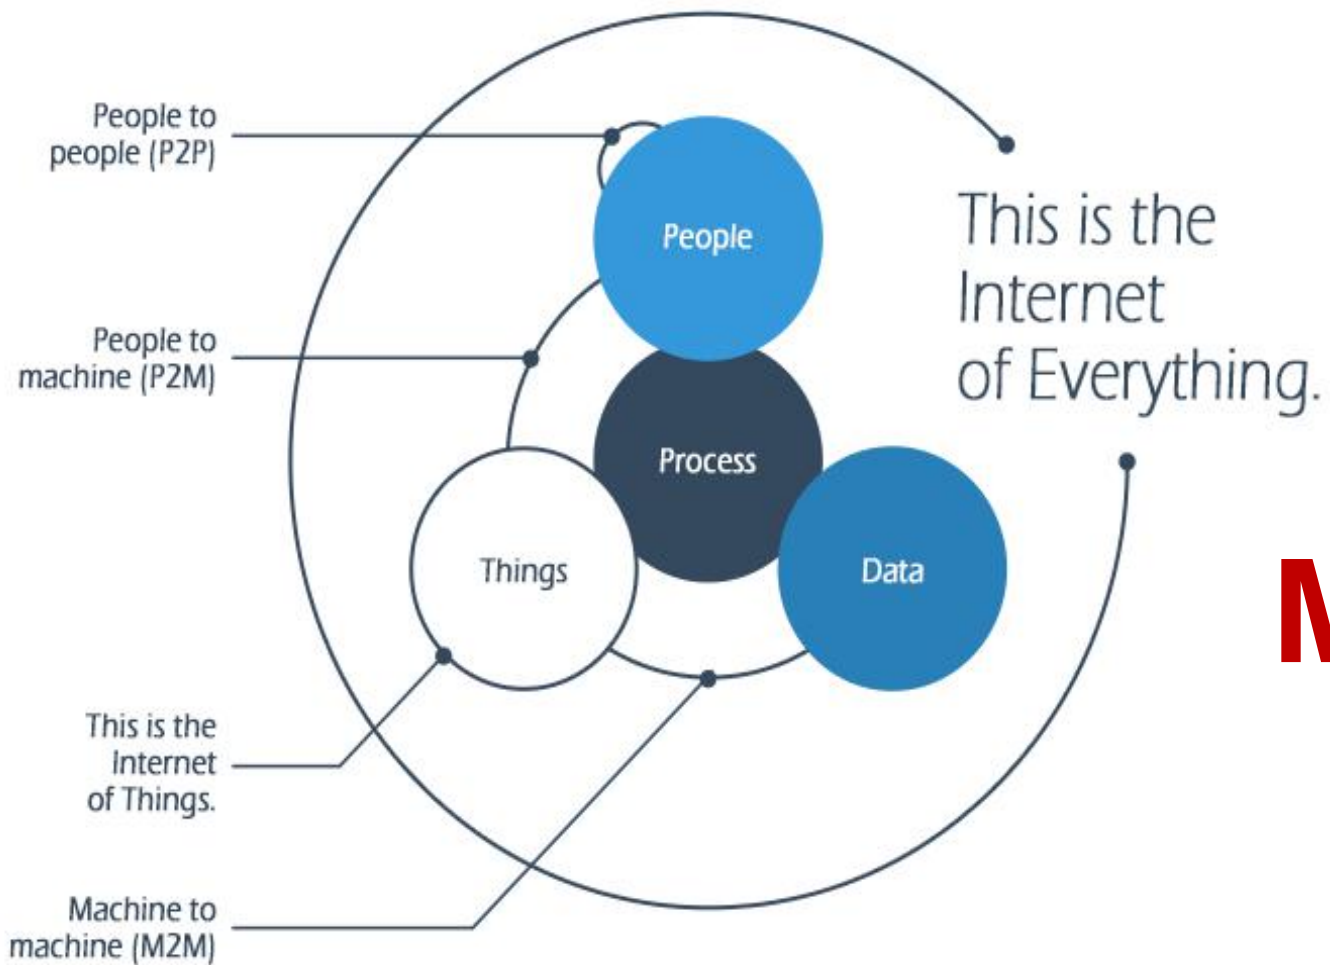 People to
people (P2P)
People
This is the
Internet
of Everything.
People to
machine (P2M)
Process
Things
Data
M
This is the
Internet
of Things.
Machine to
machine (M2M)